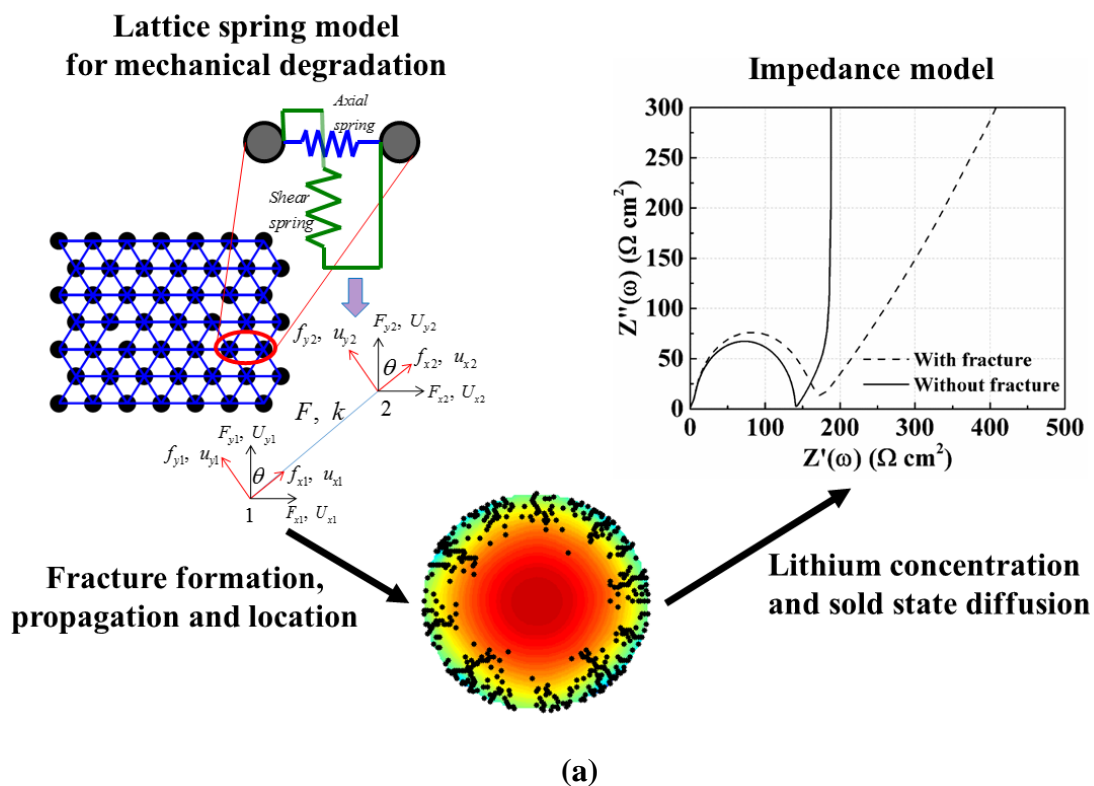 Lattice spring model
for mechanical degradation
Axial
spring
Shear
spring
f_y2, u_y2
F_y2, U_y2
θ
f_x2, u_x2
F_x2, U_x2
2
F, k
F_y1, U_y1
f_y1, u_y1
θ
f_x1, u_x1
F_x1, U_x1
1
Fracture formation,
propagation and location
Impedance model
Z''(ω) (Ω cm²)
300
250
200
150
100
50
0
With fracture
Without fracture
0 100 200 300 400 500
Z'(ω) (Ω cm²)
Lithium concentration
and sold state diffusion
(a)